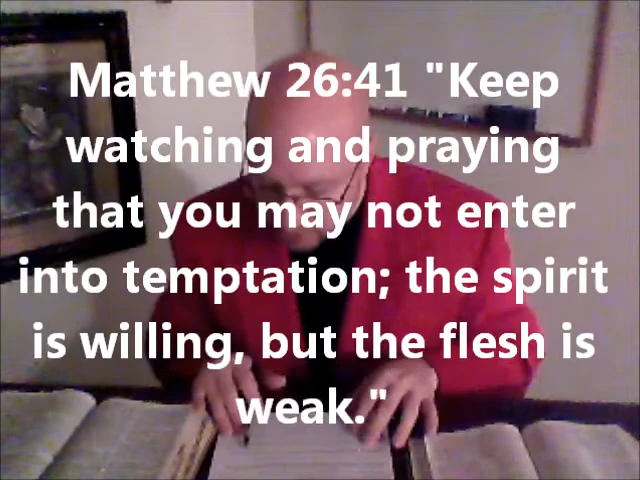 Matthew 26:41 "Keep
watching and praying
that you may not enter
into temptation; the spirit
is willing, but the flesh is
weak."